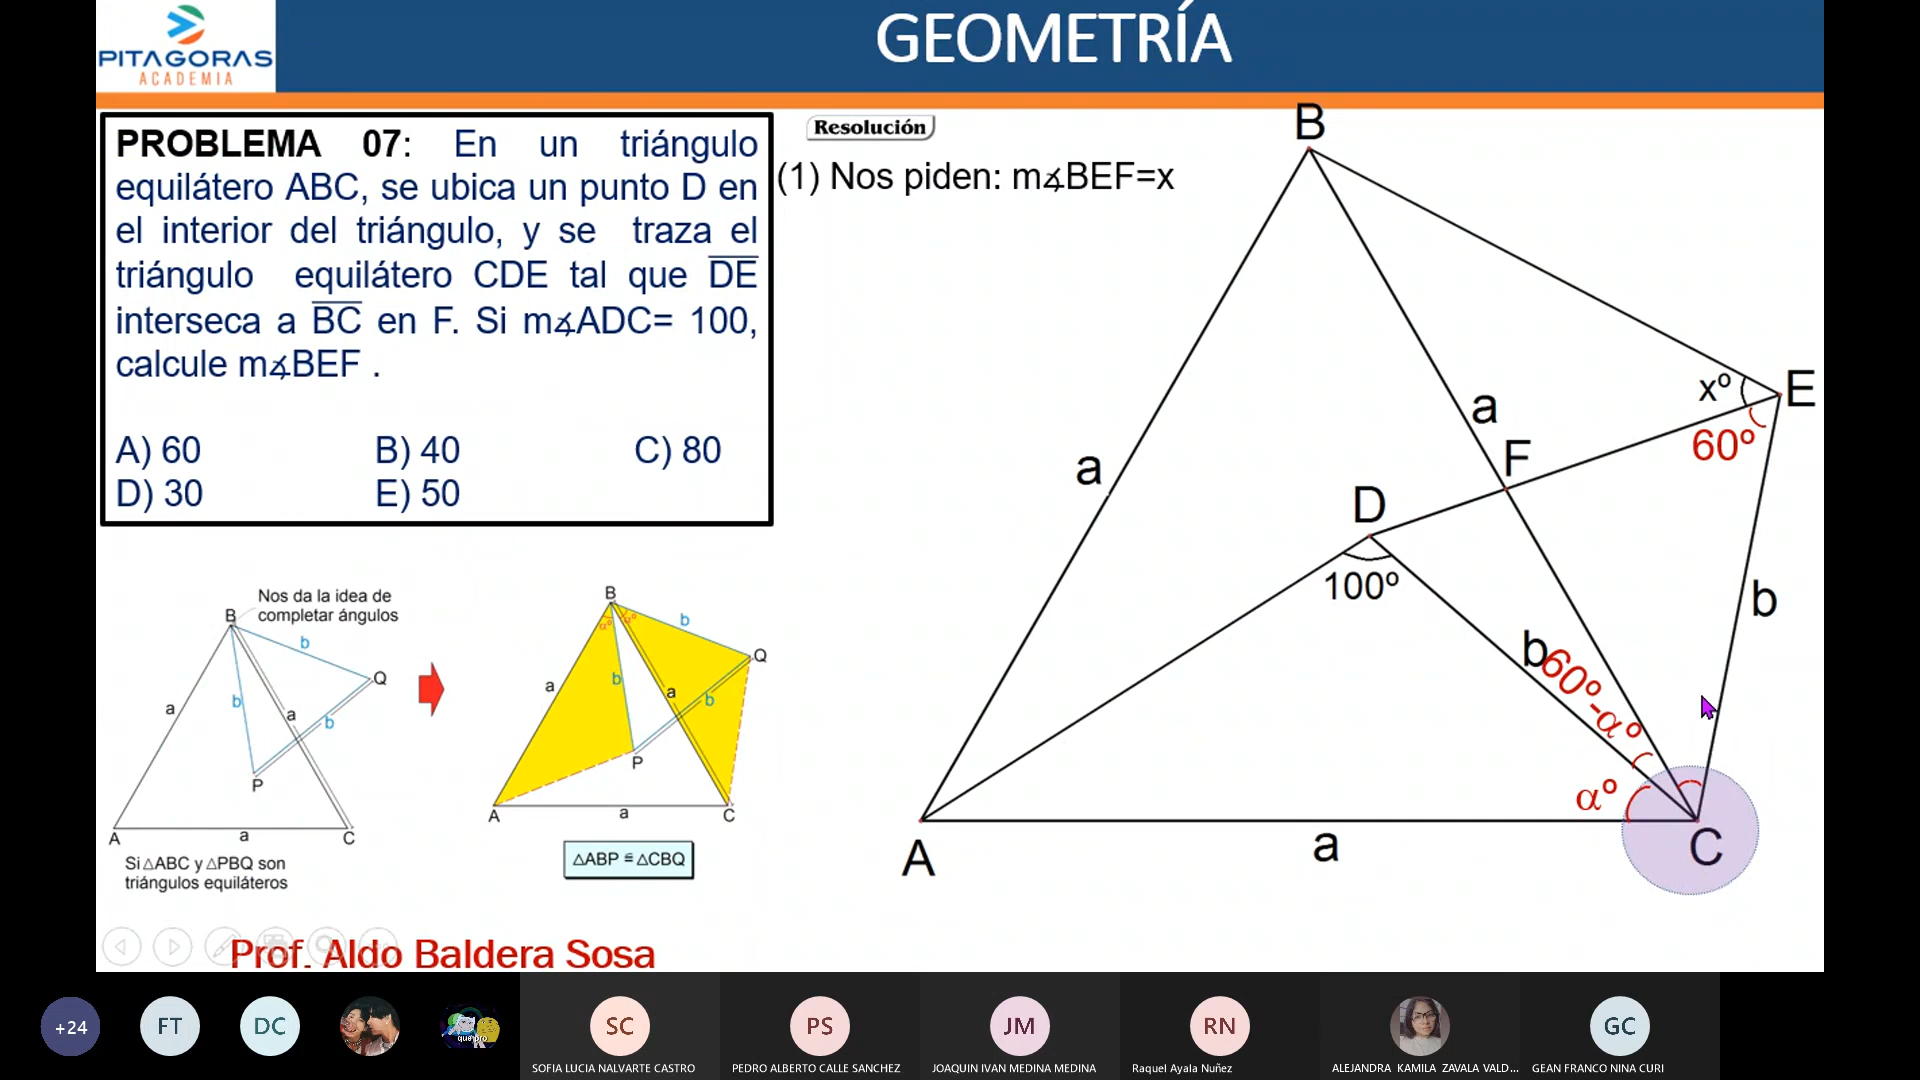 PITAGORAS
ACADEMIA
GEOMETRÍA
PROBLEMA 07: En un triángulo
equilátero ABC, se ubica un punto D en
el interior del triángulo, y se traza el
triángulo equilátero CDE tal que DE
interseca a BC en F. Si m∡ADC= 100,
calcule m∡BEF .
A) 60 B) 40 C) 80
D) 30 E) 50
Resolución
(1) Nos piden: m∡BEF=x
B
E
xº
60º
a
a
F
D
100º
b
b
60º-αº
αº
A
a
C
Nos da la idea de
completar ángulos
B
b
Q
a
b
a
b
P
A
a
C
Si △ABC y △PBQ son
triángulos equiláteros
B
αº
αº
b
Q
a
b
a
b
P
A
a
C
△ABP ≅ △CBQ
Prof. Aldo Baldera Sosa
+24
FT
DC
que pro
SC
PS
JM
RN
GC
SOFIA LUCIA NALVARTE CASTRO
PEDRO ALBERTO CALLE SANCHEZ
JOAQUIN IVAN MEDINA MEDINA
Raquel Ayala Nuñez
ALEJANDRA KAMILA ZAVALA VALD...
GEAN FRANCO NINA CURI